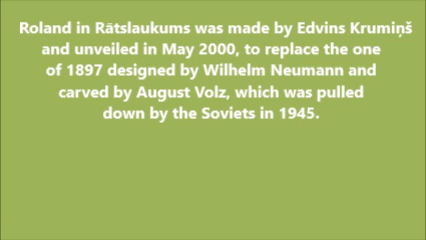 Roland in Rātslaukums was made by Edvins Krumiņš
and unveiled in May 2000, to replace the one
of 1897 designed by Wilhelm Neumann and
carved by August Volz, which was pulled
down by the Soviets in 1945.